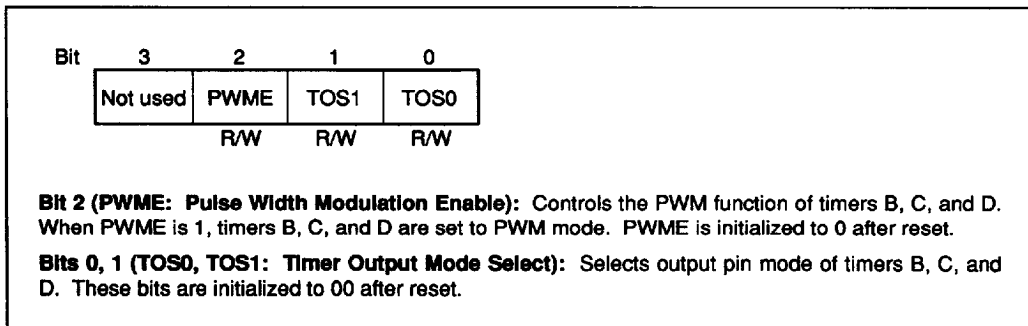 Bit 3 2 1 0
Not used PWME TOS1 TOS0
R/W R/W R/W
Bit 2 (PWME: Pulse Width Modulation Enable): Controls the PWM function of timers B, C, and D.
When PWME is 1, timers B, C, and D are set to PWM mode. PWME is initialized to 0 after reset.
Bits 0, 1 (TOS0, TOS1: Timer Output Mode Select): Selects output pin mode of timers B, C, and
D. These bits are initialized to 00 after reset.